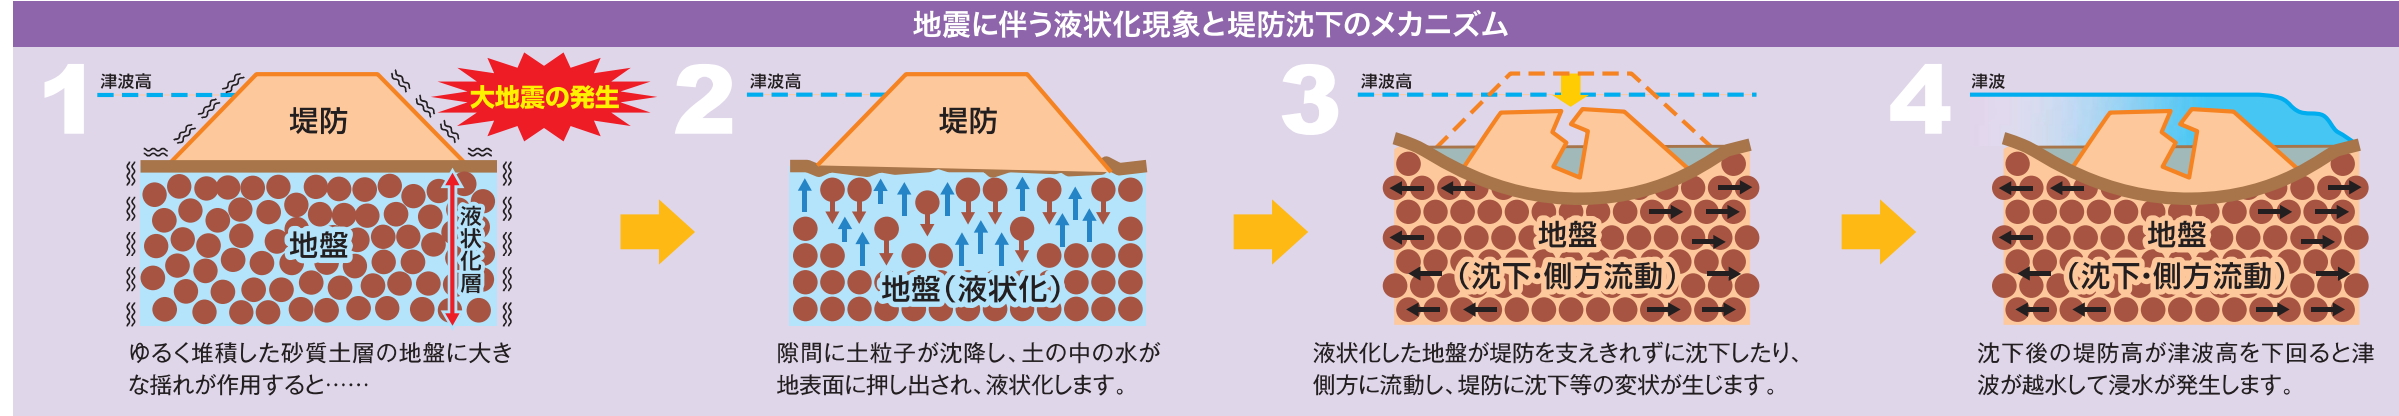 地震に伴う液状化現象と堤防沈下のメカニズム
1
津波高
堤防
大地震の発生
地盤
液状化層
ゆるく堆積した砂質土層の地盤に大き
な揺れが作用すると……
2
津波高
堤防
地盤（液状化）
隙間に土粒子が沈降し、土の中の水が
地表面に押し出され、液状化します。
3
津波高
地盤
（沈下・側方流動）
液状化した地盤が堤防を支えきれずに沈下したり、
側方に流動し、堤防に沈下等の変状が生じます。
4
津波
地盤
（沈下・側方流動）
沈下後の堤防高が津波高を下回ると津
波が越水して浸水が発生します。